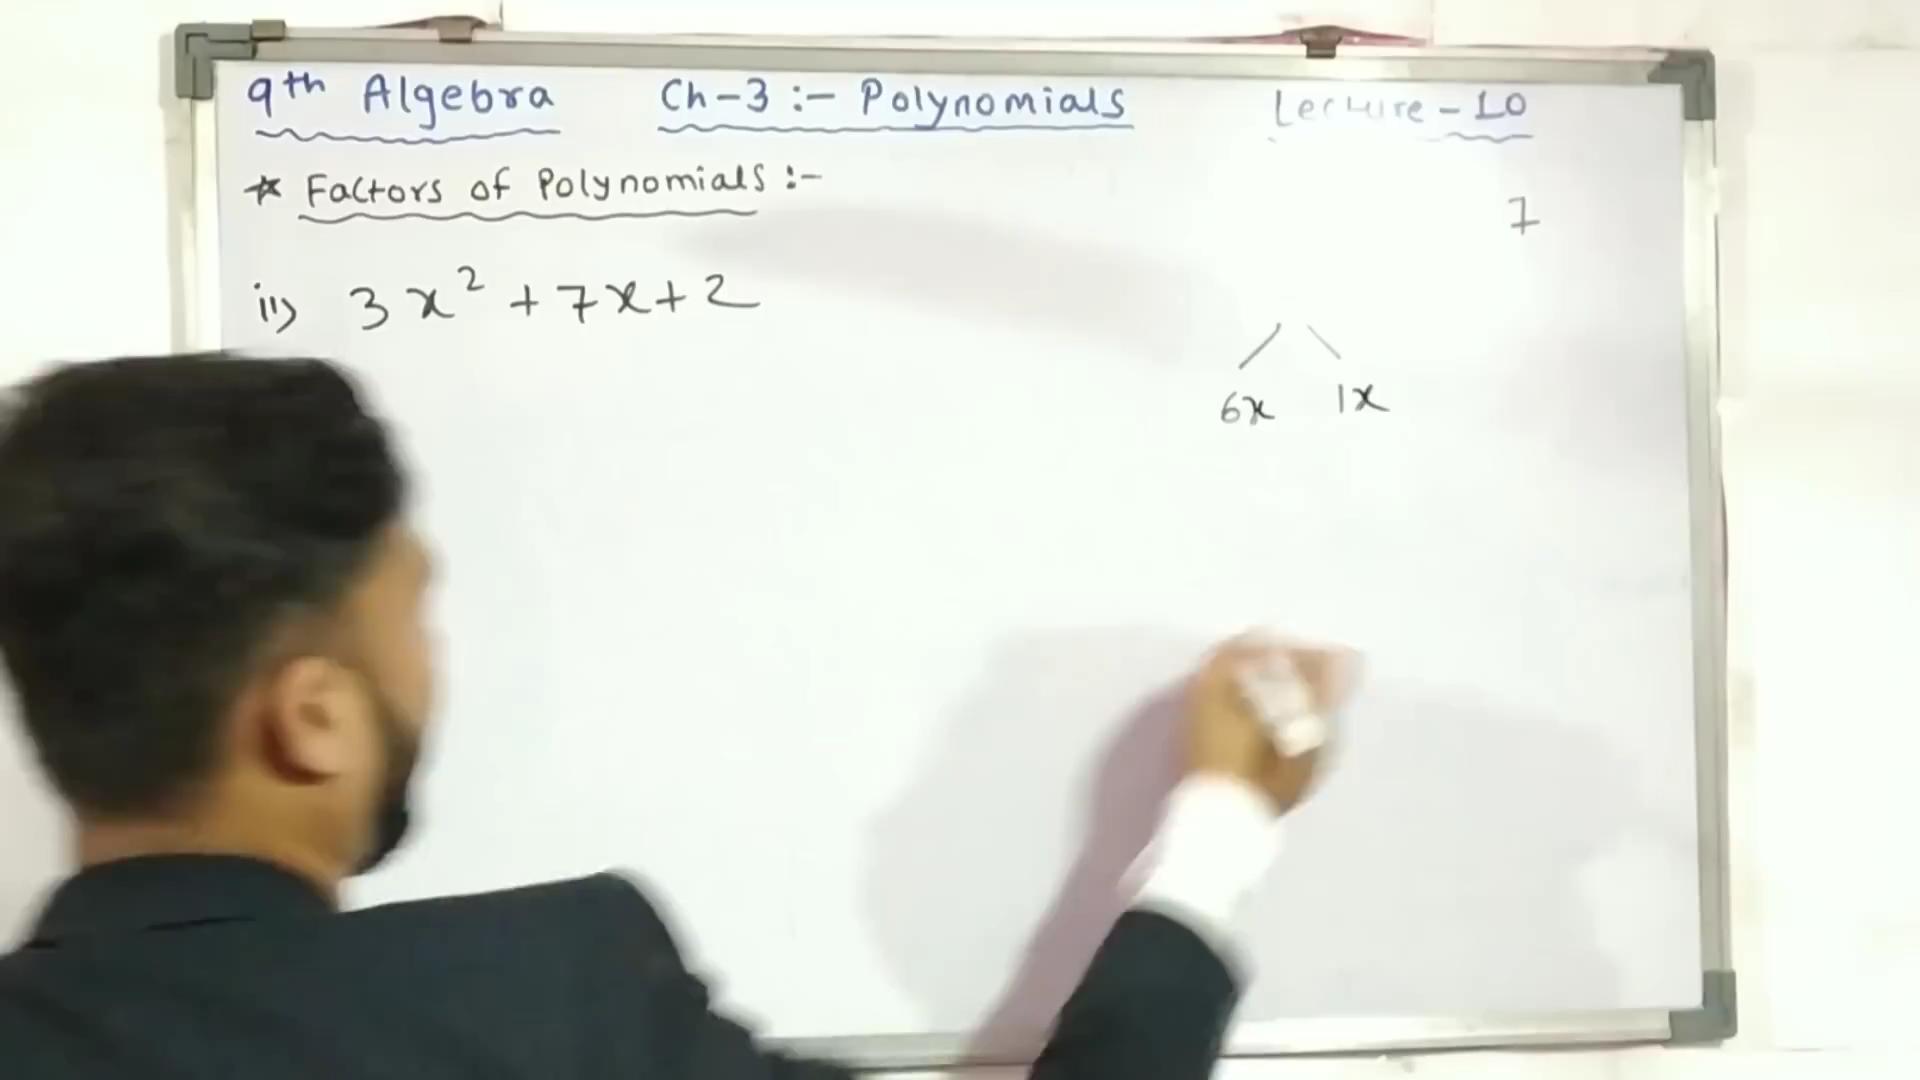 9th Algebra Ch-3 :- Polynomials Lecture - 10
* Factors of Polynomials :-
7
ii) 3x² + 7x + 2
6x 1x